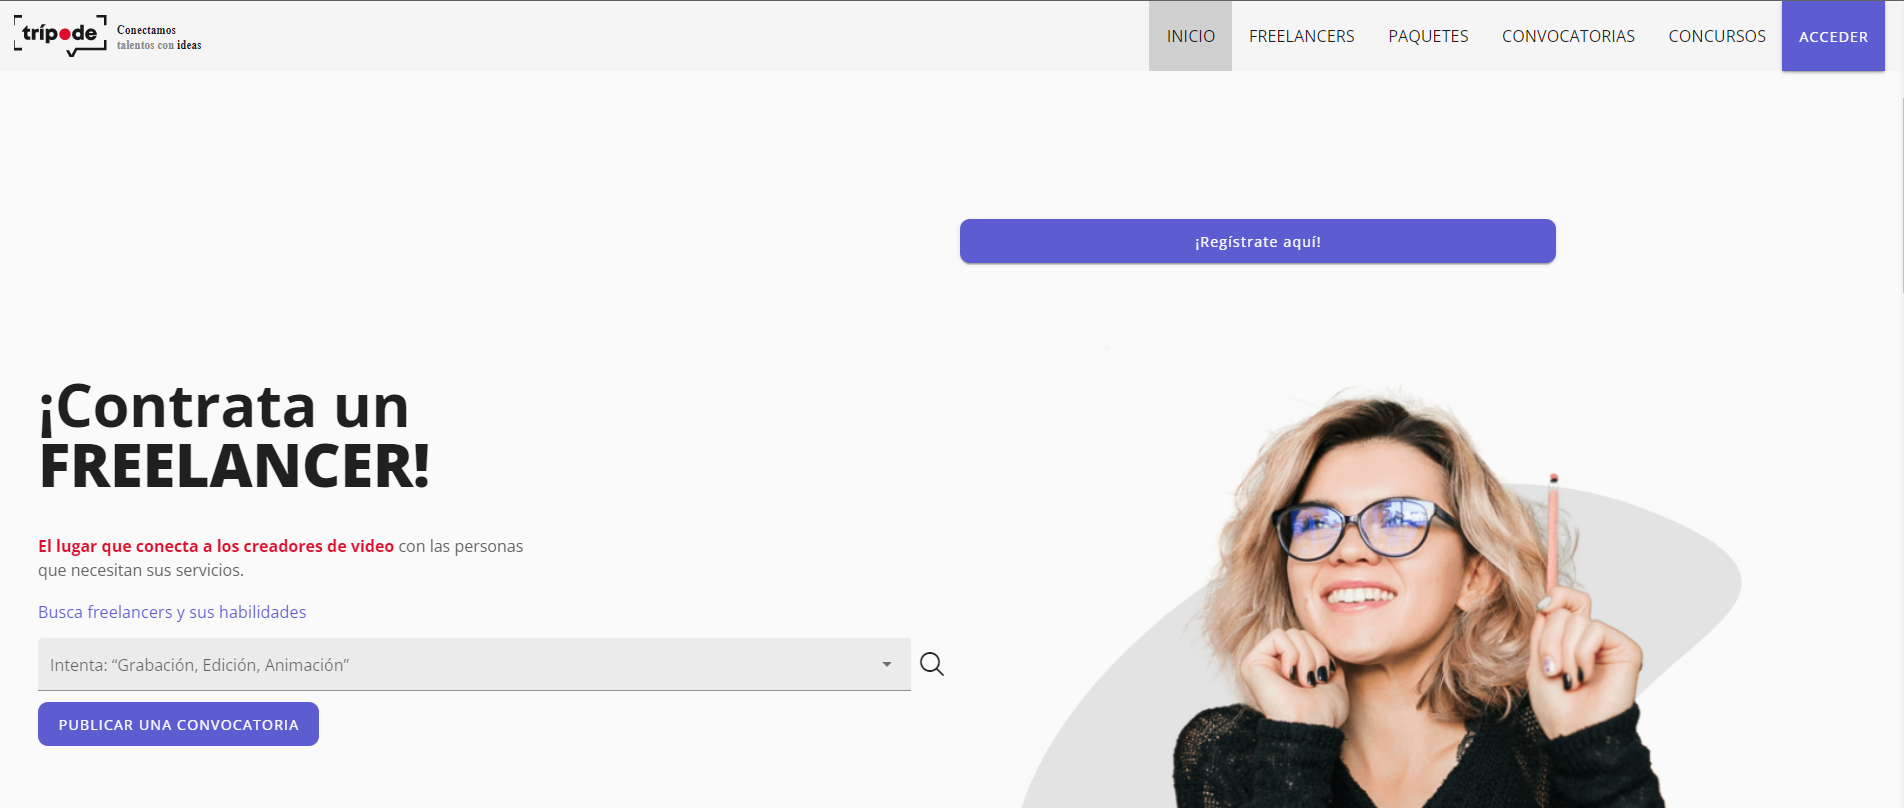 trípode
Conectamos
talentos con ideas
INICIO
FREELANCERS
PAQUETES
CONVOCATORIAS
CONCURSOS
ACCEDER
¡Regístrate aquí!
¡Contrata un
FREELANCER!
El lugar que conecta a los creadores de video con las personas
que necesitan sus servicios.
Busca freelancers y sus habilidades
Intenta: “Grabación, Edición, Animación”
PUBLICAR UNA CONVOCATORIA